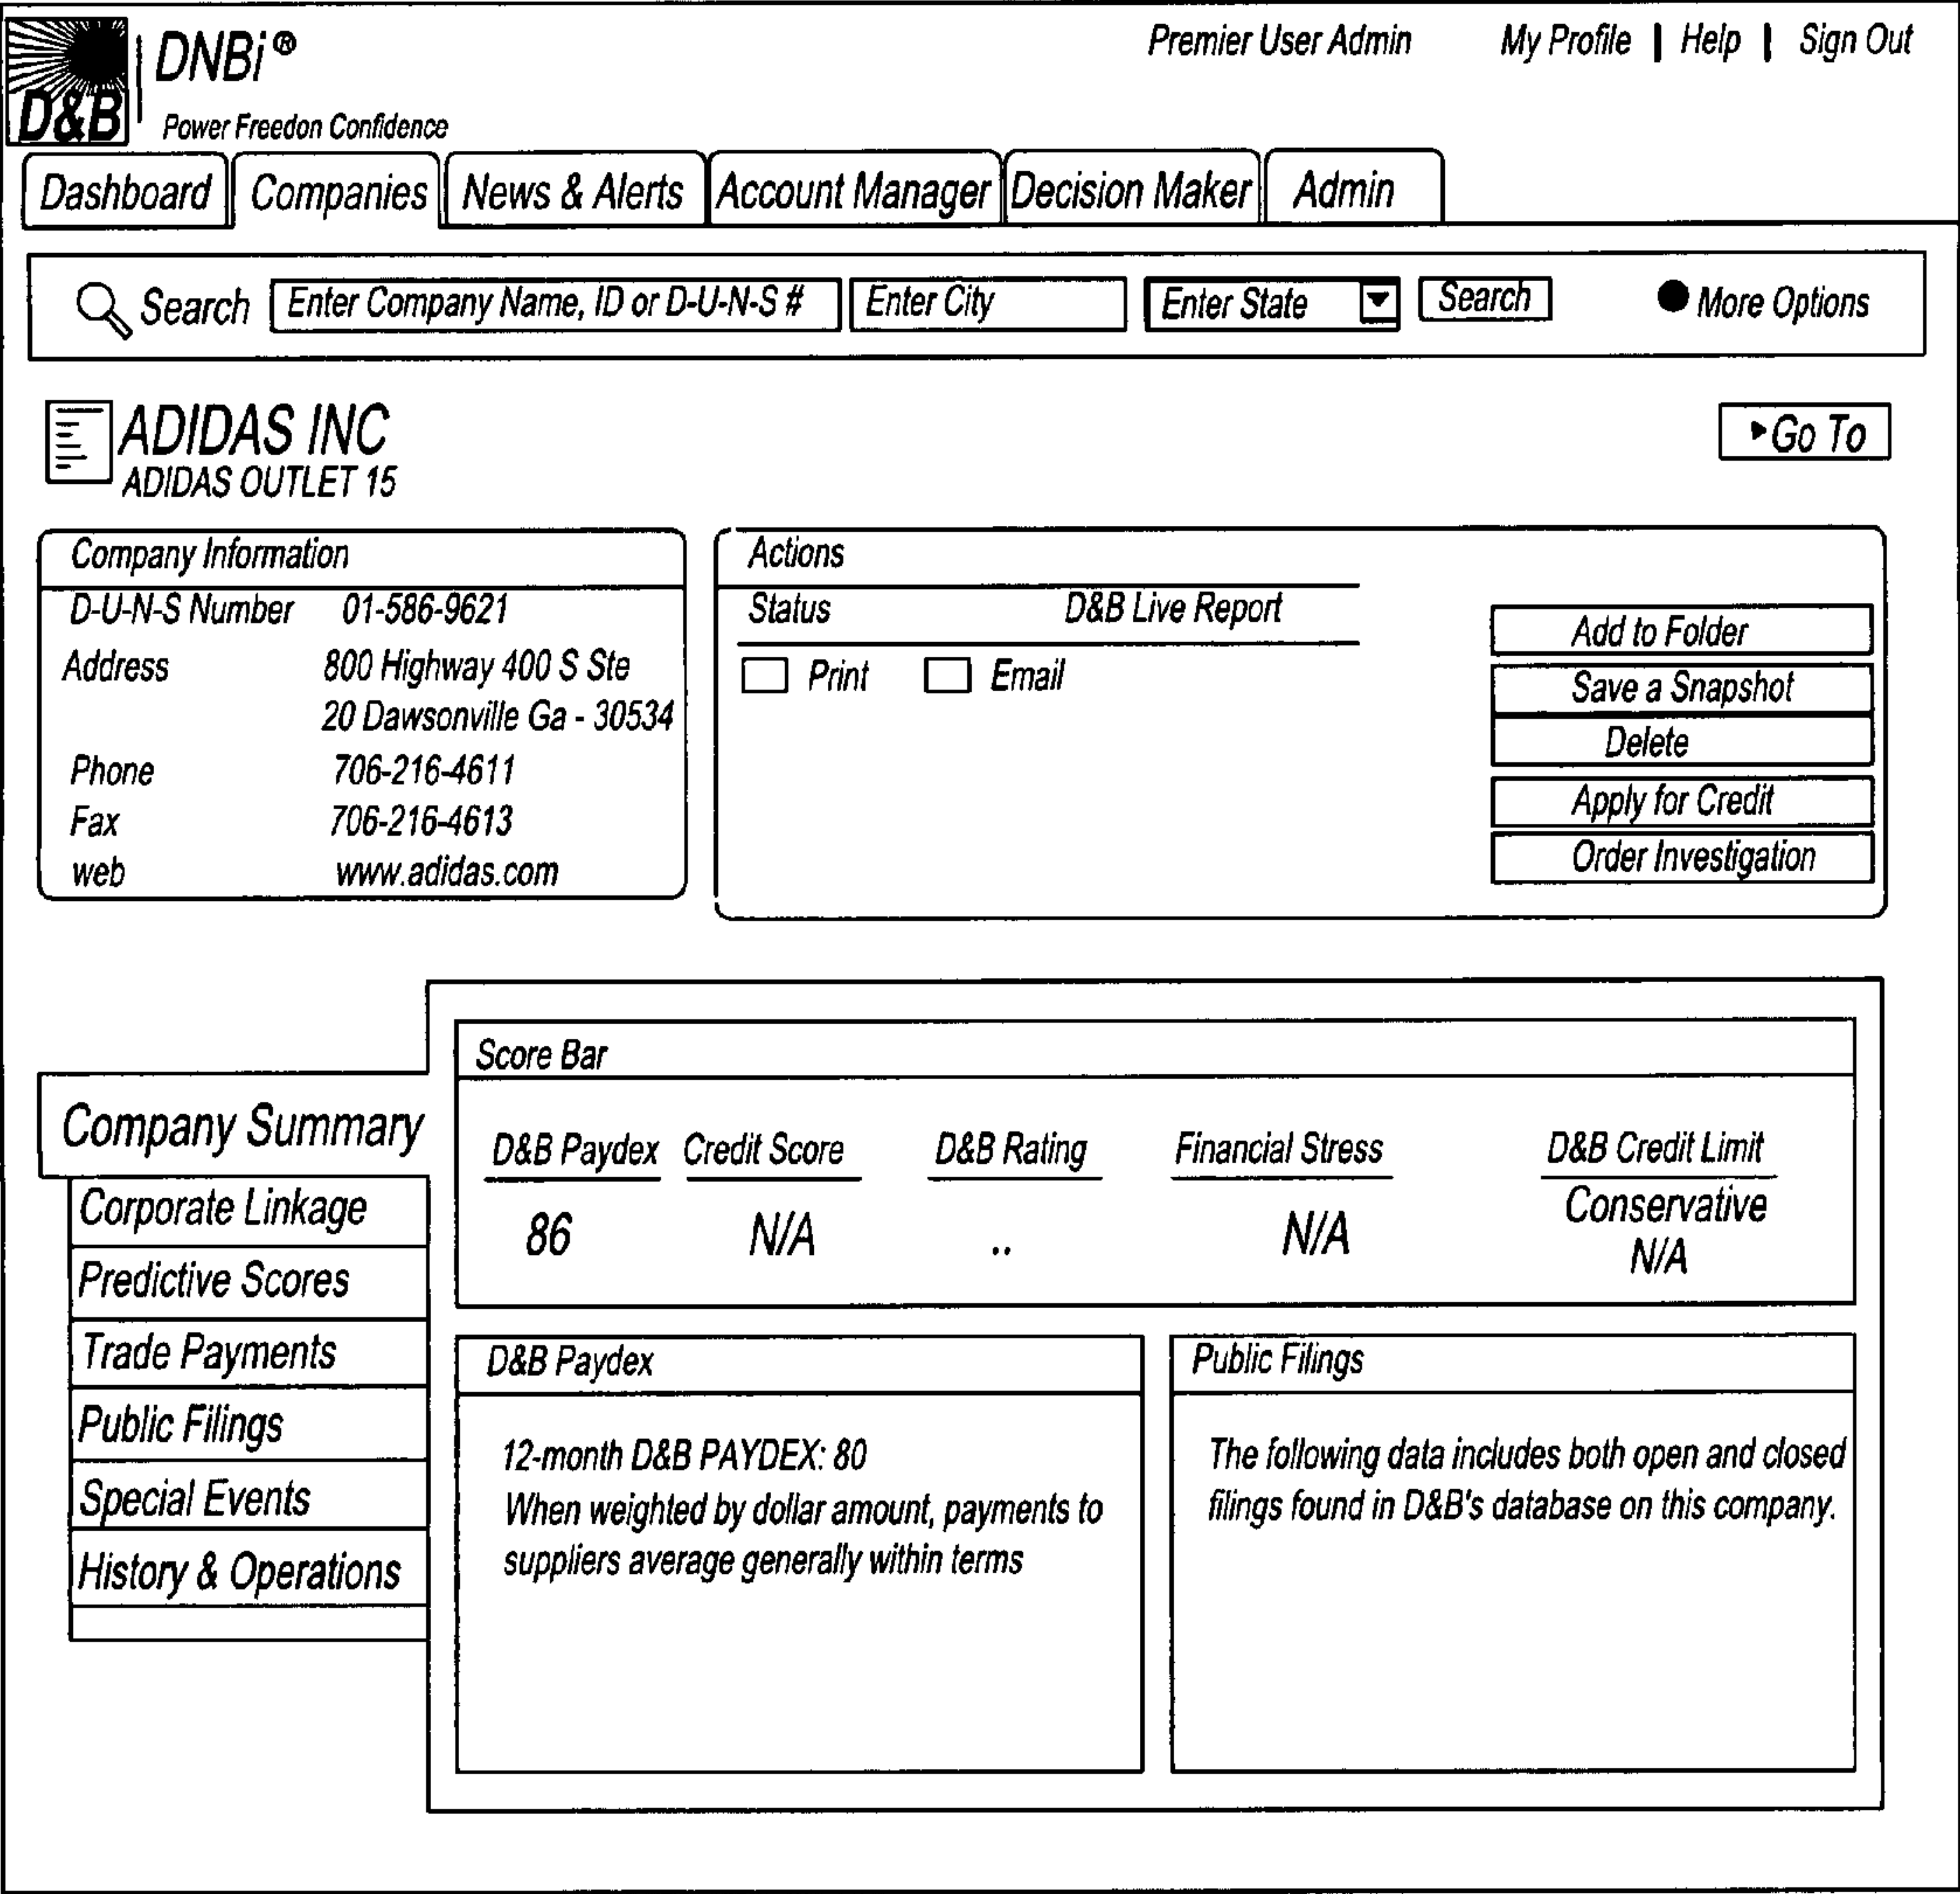 D&B
DNBi®
Power Freedon Confidence
Premier User Admin My Profile | Help | Sign Out
Dashboard Companies News & Alerts Account Manager Decision Maker Admin
Search Enter Company Name, ID or D-U-N-S # Enter City Enter State Search More Options
ADIDAS INC
ADIDAS OUTLET 15
Go To
Company Information
D-U-N-S Number 01-586-9621
Address 800 Highway 400 S Ste
20 Dawsonville Ga - 30534
Phone 706-216-4611
Fax 706-216-4613
web www.adidas.com
Actions
Status D&B Live Report
Print Email
Add to Folder
Save a Snapshot
Delete
Apply for Credit
Order Investigation
Company Summary
Corporate Linkage
Predictive Scores
Trade Payments
Public Filings
Special Events
History & Operations
Score Bar
D&B Paydex Credit Score D&B Rating Financial Stress D&B Credit Limit
86 N/A .. N/A Conservative
N/A
D&B Paydex
12-month D&B PAYDEX: 80
When weighted by dollar amount, payments to
suppliers average generally within terms
Public Filings
The following data includes both open and closed
filings found in D&B's database on this company.